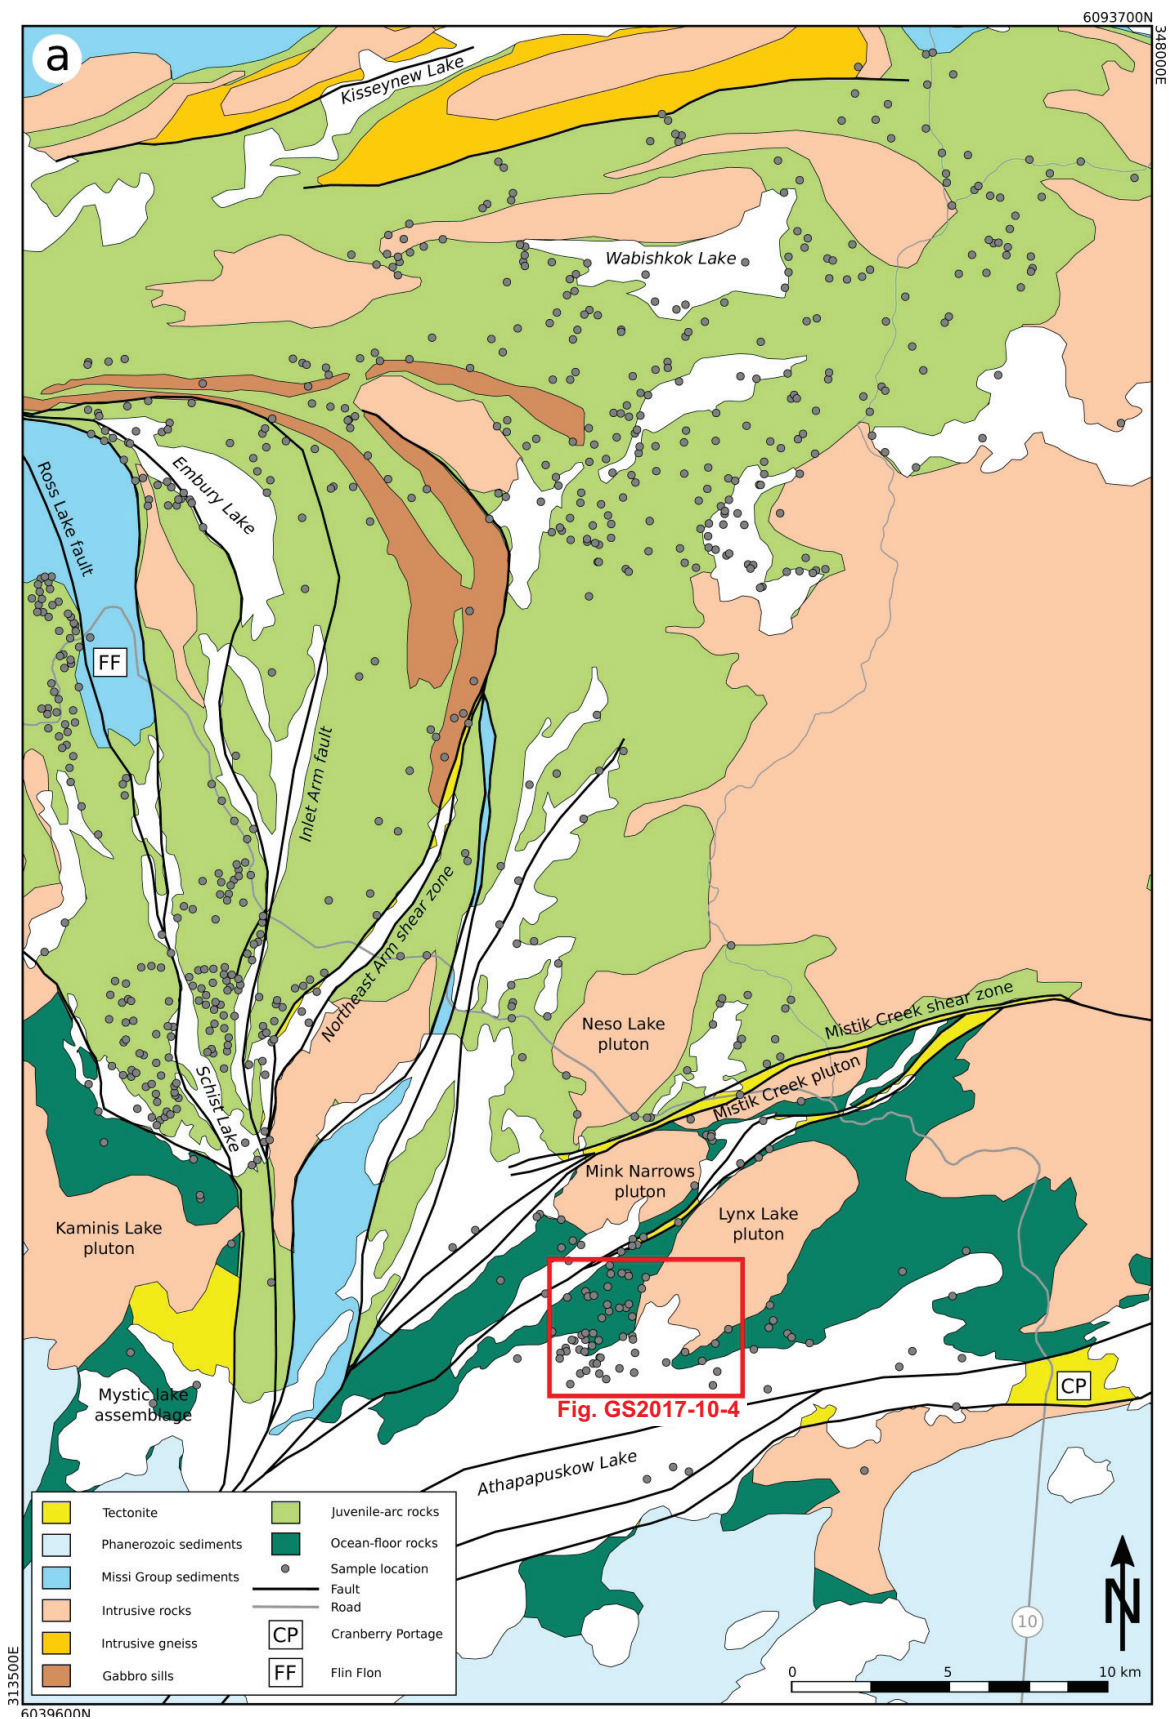 6093700N
348000E
a
Kisseynew Lake
Wabishkok Lake
Embury Lake
Ross Lake fault
FF
Inlet Arm fault
Northeast Arm shear zone
Schist Lake
Neso Lake
pluton
Mistik Creek shear zone
Mistik Creek pluton
Mink Narrows
pluton
Lynx Lake
pluton
Kaminis Lake
pluton
Mystic lake
assemblage
CP
Fig. GS2017-10-4
Athapapuskow Lake
Tectonite
Phanerozoic sediments
Missi Group sediments
Intrusive rocks
Intrusive gneiss
Gabbro sills
Juvenile-arc rocks
Ocean-floor rocks
Sample location
Fault
Road
CP Cranberry Portage
FF Flin Flon
N
10
0 5 10 km
313500E
6039600N